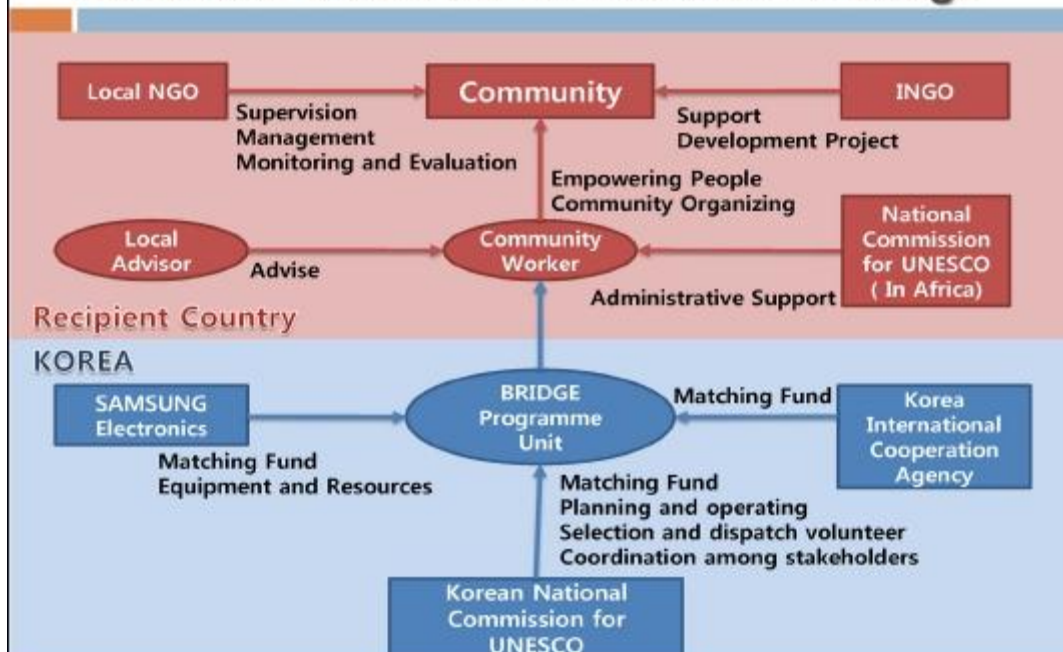 Local NGO
Community
INGO
Supervision
Management
Monitoring and Evaluation
Support
Development Project
Empowering People
Community Organizing
Local
Advisor
Advise
Community
Worker
National
Commission
for UNESCO
( In Africa)
Administrative Support
Recipient Country
KOREA
SAMSUNG
Electronics
BRIDGE
Programme
Unit
Matching Fund
Korea
International
Cooperation
Agency
Matching Fund
Equipment and Resources
Matching Fund
Planning and operating
Selection and dispatch volunteer
Coordination among stakeholders
Korean National
Commission for
UNESCO